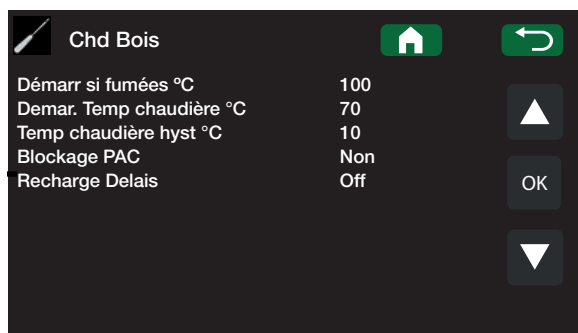 Chd Bois
Démarr si fumées ºC 100
Demar. Temp chaudière °C 70
Temp chaudière hyst °C 10
Blockage PAC Non
Recharge Delais Off
OK